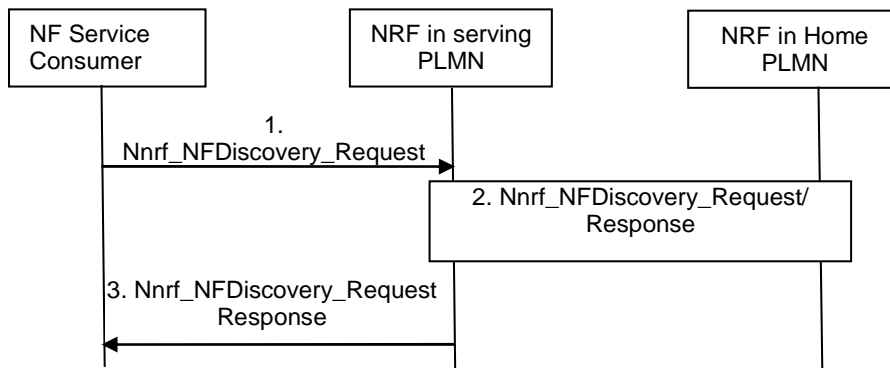 NF Service
Consumer
NRF in serving
PLMN
NRF in Home
PLMN
1.
Nnrf_NFDiscovery_Request
2. Nnrf_NFDiscovery_Request/
Response
3. Nnrf_NFDiscovery_Request
Response